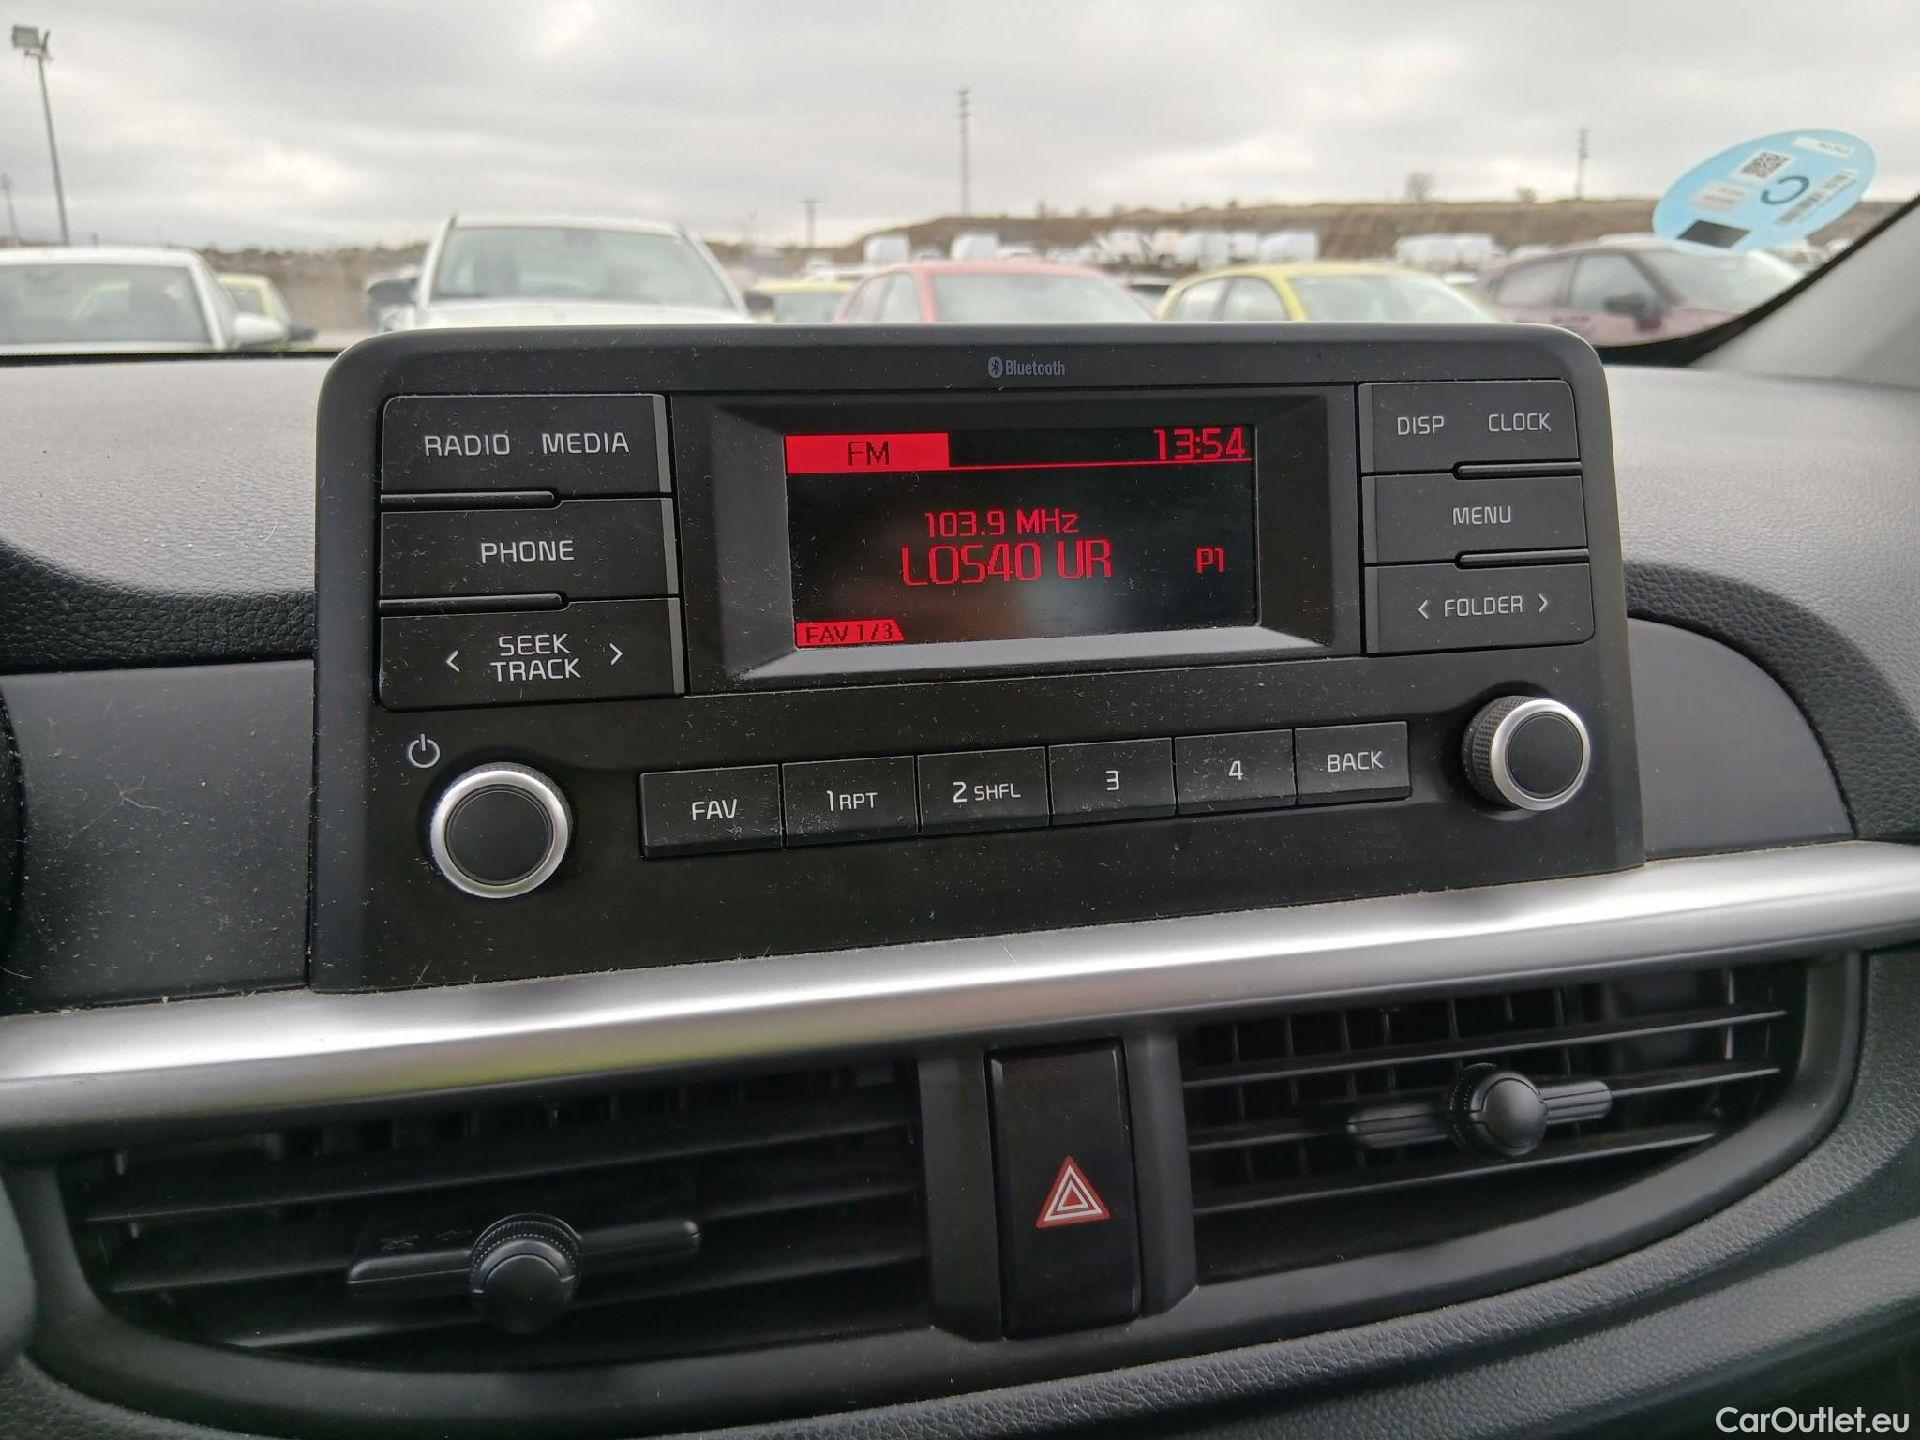 Bluetooth
RADIO MEDIA
PHONE
< SEEK TRACK >
FM 13:54
103.9 MHz
LOS40 UR P1
FAV 1/3
DISP CLOCK
MENU
< FOLDER >
FAV 1 RPT 2 SHFL 3 4 BACK
C
CarOutlet.eu